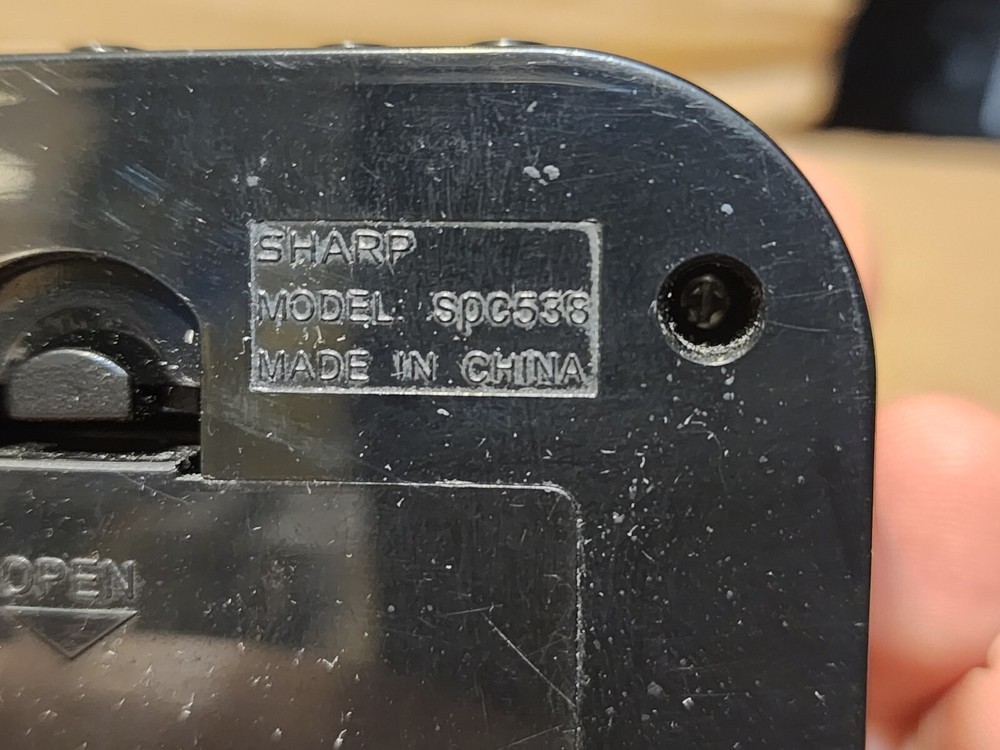 SHARP
MODEL spc538
MADE IN CHINA
OPEN